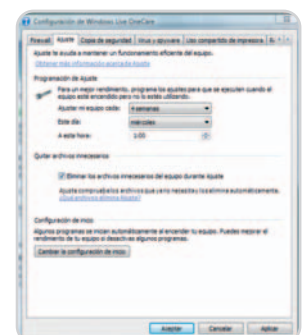 Configuración de Windows Live OneCare
Firewall Ajuste Copia de seguridad Virus y spyware Uso compartido de impresora
Ajuste te ayuda a mantener un funcionamiento eficiente del equipo.
Obtener más información acerca de Ajuste
Programación de Ajuste
Para un mejor rendimiento, programa los ajustes para que se ejecuten cuando el
equipo esté encendido pero no lo estés utilizando.
Ajustar mi equipo cada: 4 semanas
Este día: miércoles
A esta hora: 1:00
Quitar archivos innecesarios
Eliminar los archivos innecesarios del equipo durante Ajuste
Ajuste comprueba los archivos que ya no necesitas y los elimina automáticamente.
¿Qué archivos elimina Ajuste?
Configuración de inicio
Algunos programas se inician automáticamente al encender tu equipo. Puedes mejorar el
rendimiento de tu equipo si desactivas algunos programas.
Cambiar la configuración de inicio
Aceptar Cancelar Aplicar